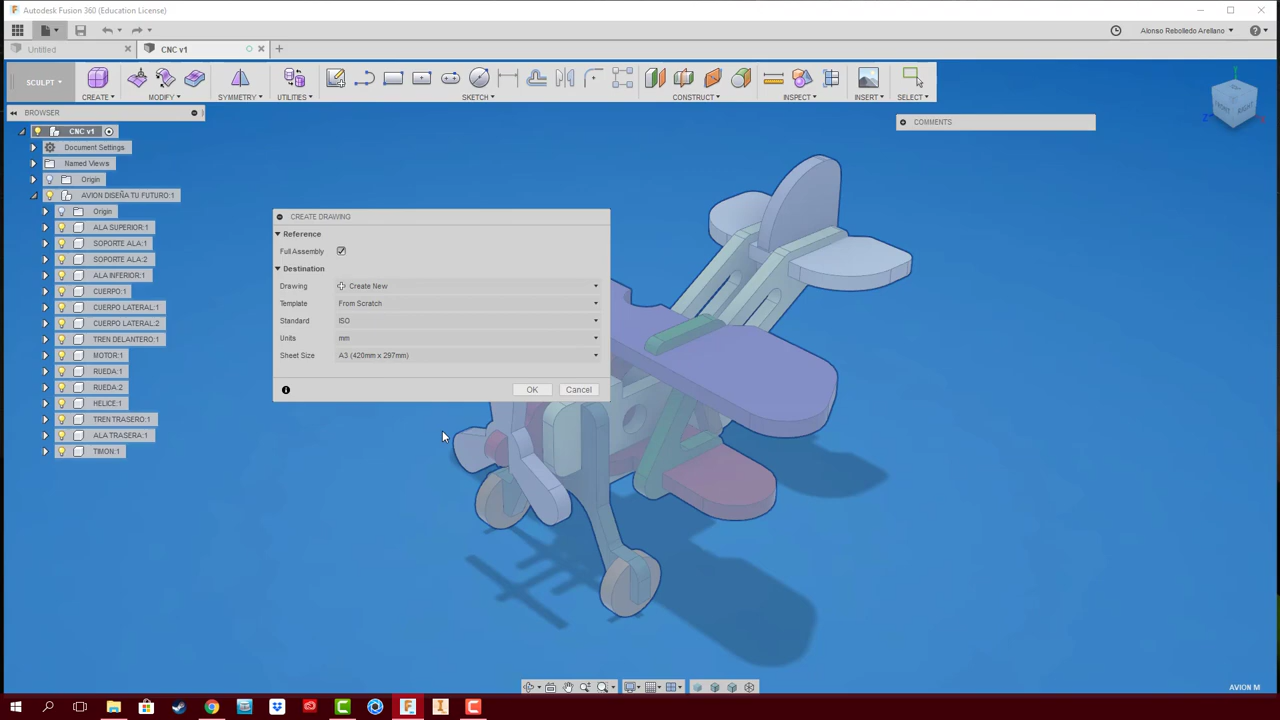 Autodesk Fusion 360 (Education License)
Alonso Rebolledo Arellano
Untitled
CNC v1
SCULPT
CREATE
MODIFY
SYMMETRY
UTILITIES
SKETCH
CONSTRUCT
INSPECT
INSERT
SELECT
BROWSER
COMMENTS
FRONT
RIGHT
Y
Z
CNC v1
Document Settings
Named Views
Origin
AVION DISEÑA TU FUTURO:1
Origin
ALA SUPERIOR:1
SOPORTE ALA:1
SOPORTE ALA:2
ALA INFERIOR:1
CUERPO:1
CUERPO LATERAL:1
CUERPO LATERAL:2
TREN DELANTERO:1
MOTOR:1
RUEDA:1
RUEDA:2
HELICE:1
TREN TRASERO:1
ALA TRASERA:1
TIMON:1
CREATE DRAWING
Reference
Full Assembly
Destination
Drawing Create New
Template From Scratch
Standard ISO
Units mm
Sheet Size A3 (420mm x 297mm)
OK Cancel
AVION M